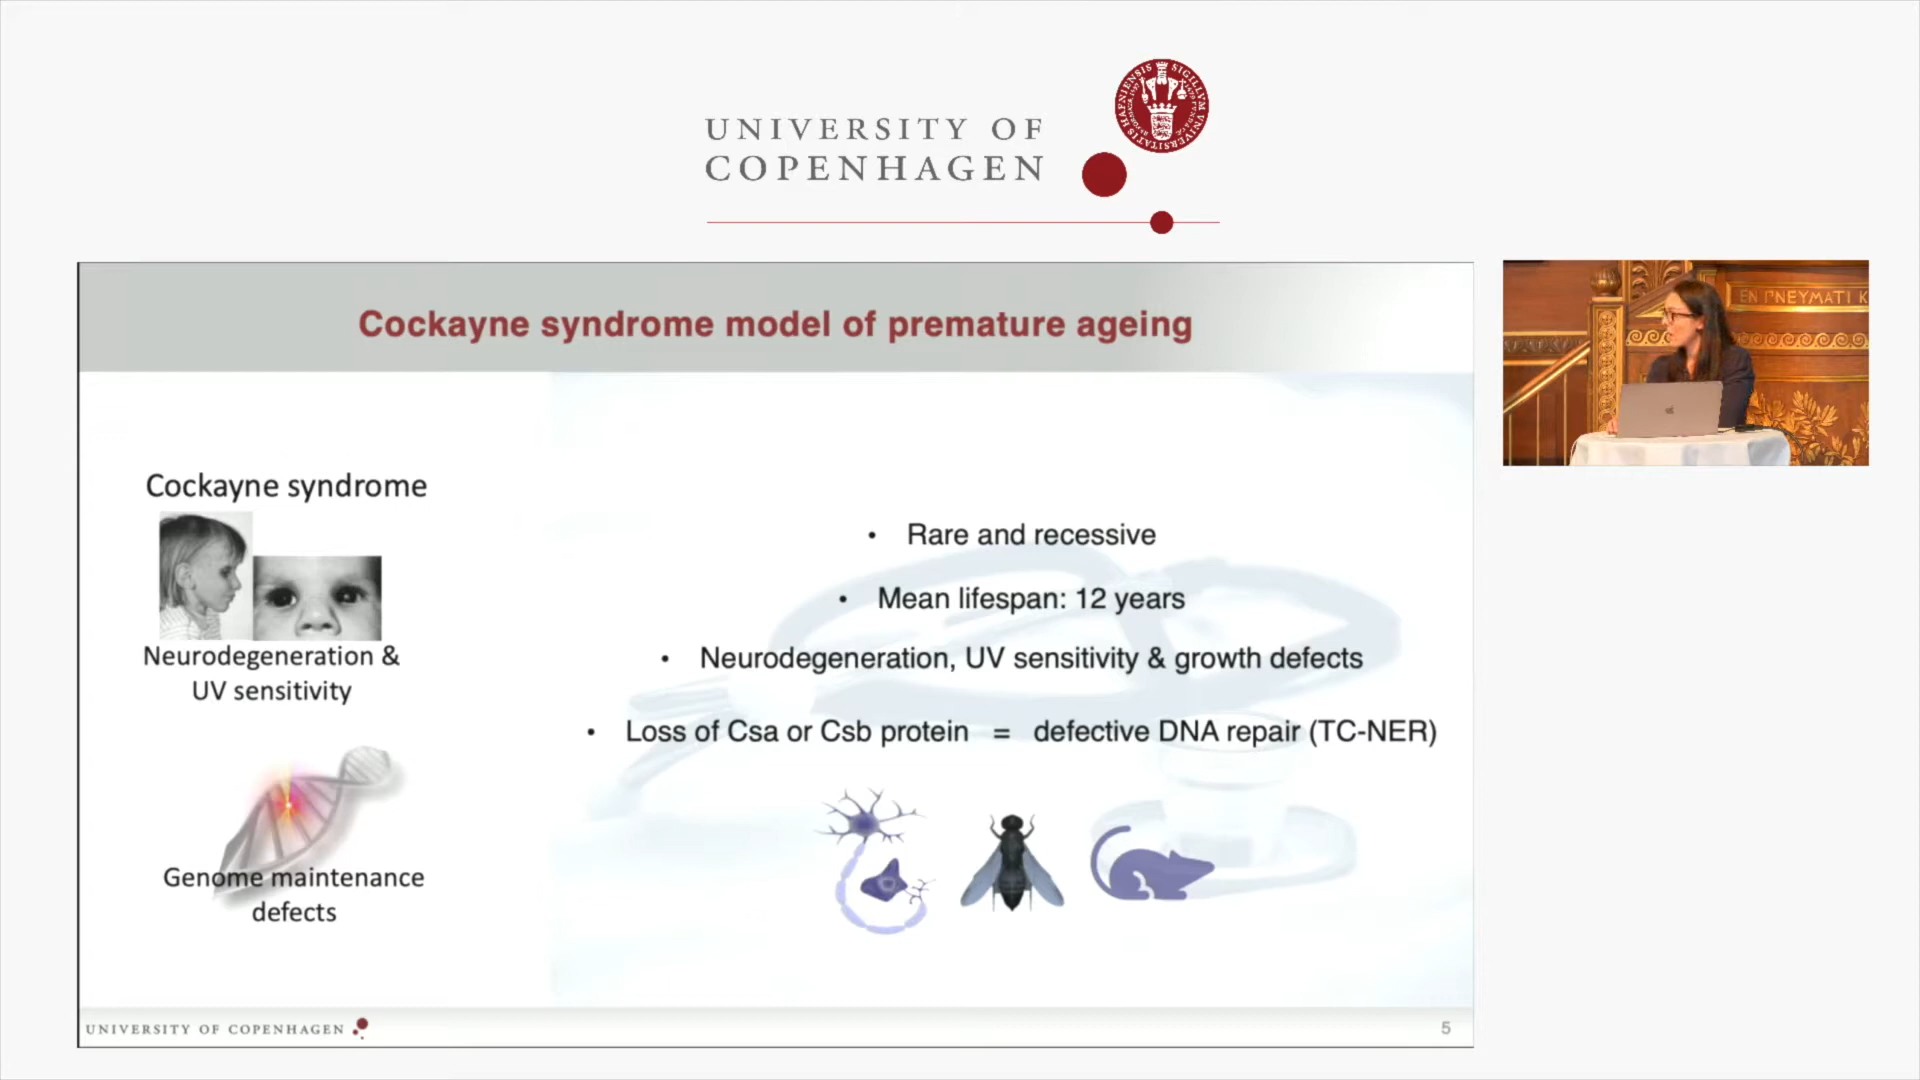 UNIVERSITY OF
COPENHAGEN
Cockayne syndrome model of premature ageing
EN PNEYMATI K
Cockayne syndrome
Neurodegeneration &
UV sensitivity
Genome maintenance
defects
• Rare and recessive
• Mean lifespan: 12 years
• Neurodegeneration, UV sensitivity & growth defects
• Loss of Csa or Csb protein = defective DNA repair (TC-NER)
UNIVERSITY OF COPENHAGEN
5